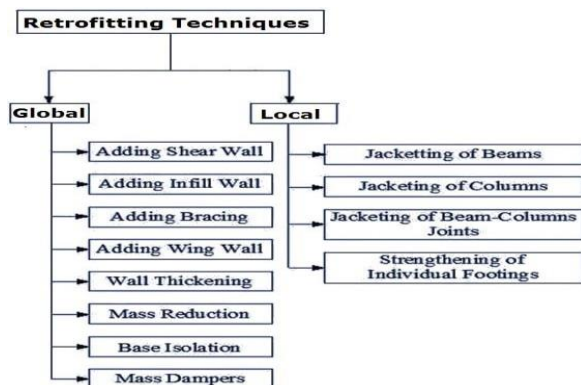 Retrofitting Techniques
Global
Local
Adding Shear Wall
Adding Infill Wall
Adding Bracing
Adding Wing Wall
Wall Thickening
Mass Reduction
Base Isolation
Mass Dampers
Jacketting of Beams
Jacketing of Columns
Jacketing of Beam-Columns
Joints
Strengthening of
Individual Footings